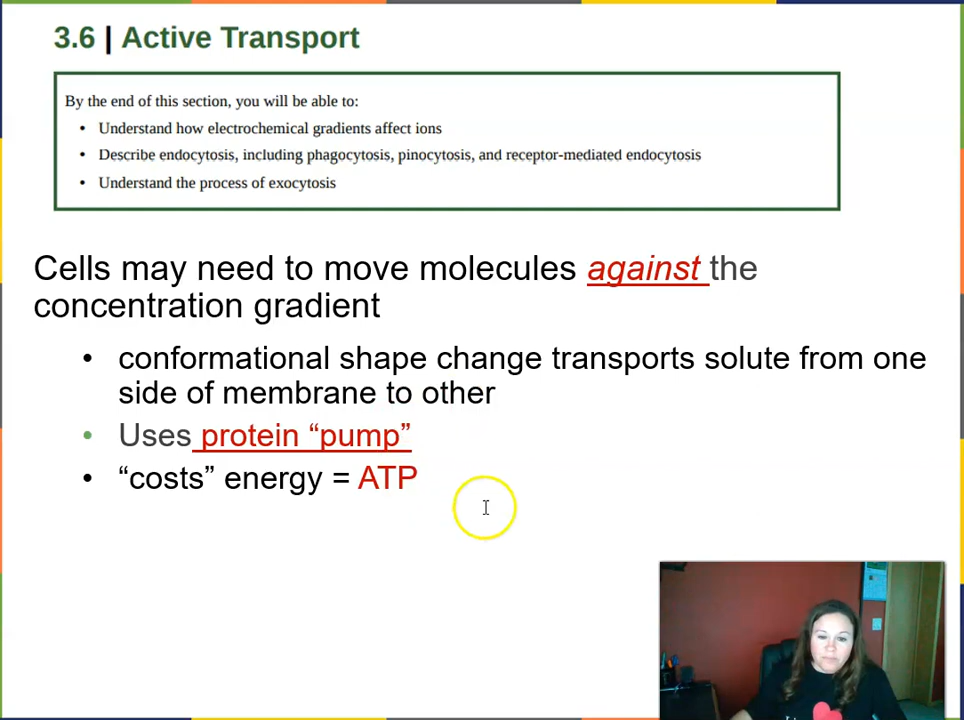 3.6 | Active Transport
By the end of this section, you will be able to:
• Understand how electrochemical gradients affect ions
• Describe endocytosis, including phagocytosis, pinocytosis, and receptor-mediated endocytosis
• Understand the process of exocytosis
Cells may need to move molecules against the
concentration gradient
• conformational shape change transports solute from one
side of membrane to other
• Uses protein “pump”
• “costs” energy = ATP